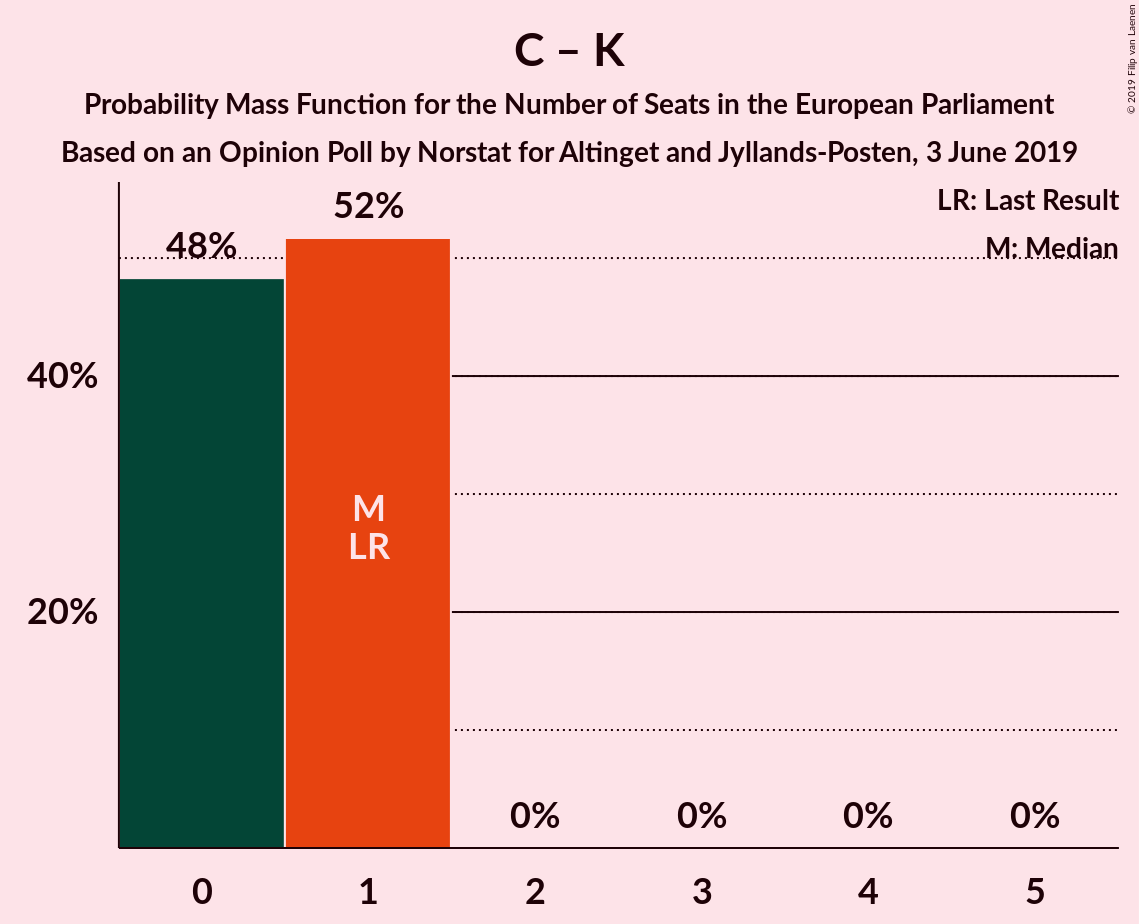 C – K
Probability Mass Function for the Number of Seats in the European Parliament
Based on an Opinion Poll by Norstat for Altinget and Jyllands-Posten, 3 June 2019
© 2019 Filip van Laenen
LR: Last Result
M: Median
52%
48%
40%
20%
M
LR
0% 0% 0% 0%
0 1 2 3 4 5